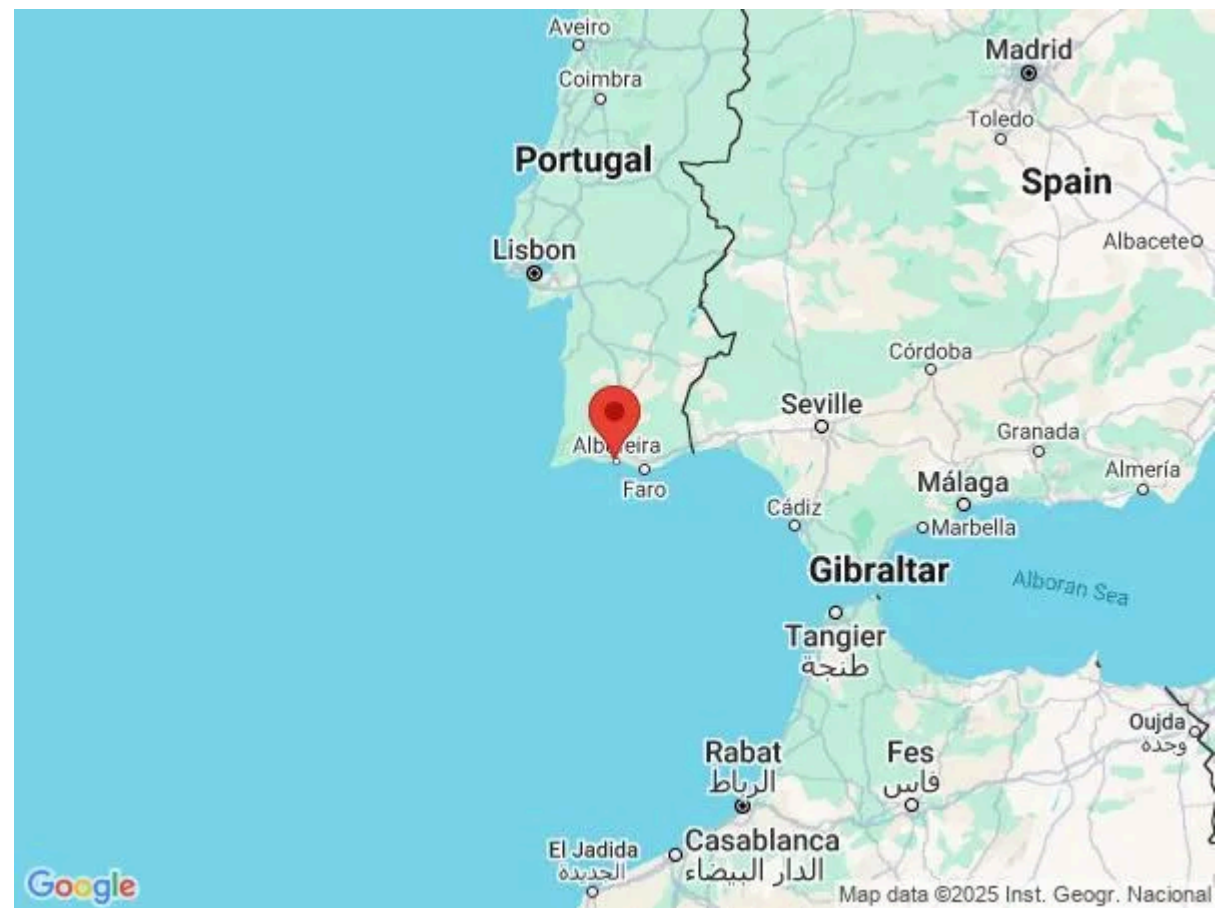 Aveiro
Madrid
Coimbra
Toledo
Portugal
Spain
Albacete
Lisbon
Córdoba
Seville
Granada
Faro
Málaga
Almería
Cádiz
Marbella
Gibraltar
Alboran Sea
Tangier
طنجة
Oujda
وجدة
Rabat
الرباط
Fes
فاس
Casablanca
الدار البيضاء
El Jadida
الجديدة
Google
Map data ©2025 Inst. Geogr. Nacional